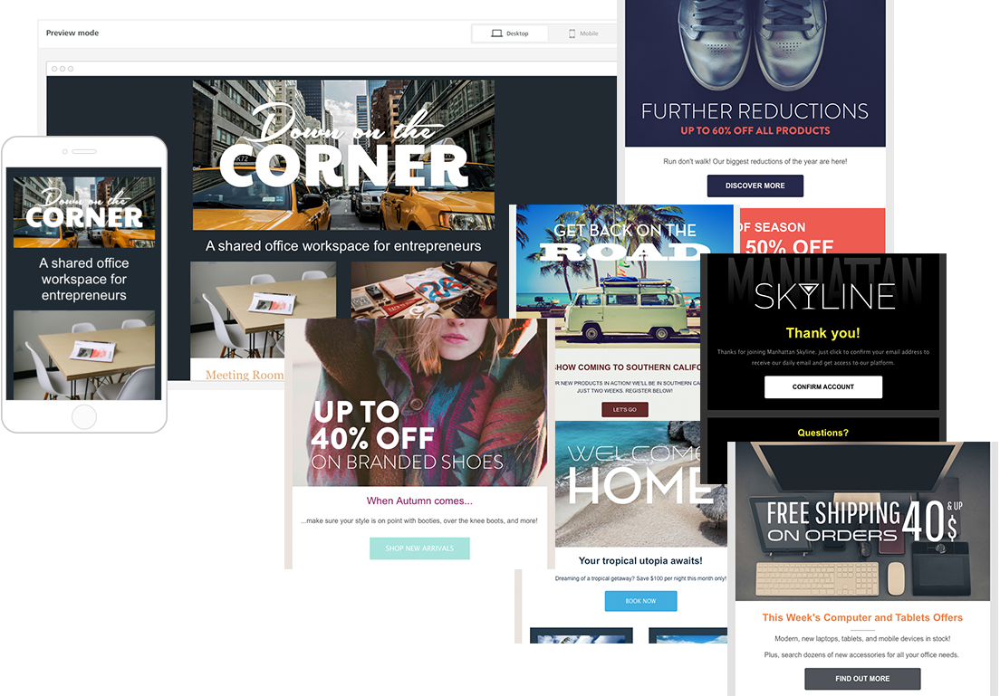 Preview mode
Desktop
Mobile
Down on the
CORNER
A shared office workspace for entrepreneurs
Meeting Room
Down on the
CORNER
A shared office
workspace for
entrepreneurs
FURTHER REDUCTIONS
UP TO 60% OFF ALL PRODUCTS
Run don't walk! Our biggest reductions of the year are here!
DISCOVER MORE
OF SEASON
50% OFF
GET BACK ON THE
ROAD
SHOW COMING TO SOUTHERN CALIFO
R NEW PRODUCTS IN ACTION! WE'LL BE IN SOUTHERN CA
JUST TWO WEEKS. REGISTER BELOW!
LET'S GO
MANHATTAN
SKYLINE
Thank you!
Thanks for joining Manhattan Skyline: just click to confirm your email address to
receive our daily email and get access to our platform.
CONFIRM ACCOUNT
Questions?
UP TO
40% OFF
ON BRANDED SHOES
When Autumn comes...
...make sure your style is on point with booties, over the knee boots, and more!
SHOP NEW ARRIVALS
WELCOME
HOME
Your tropical utopia awaits!
Dreaming of a tropical getaway? Save $100 per night this month only!
BOOK NOW
FREE SHIPPING
ON ORDERS
40$
& UP
This Week's Computer and Tablets Offers
Modern, new laptops, tablets, and mobile devices in stock!
Plus, search dozens of new accessories for all your office needs.
FIND OUT MORE